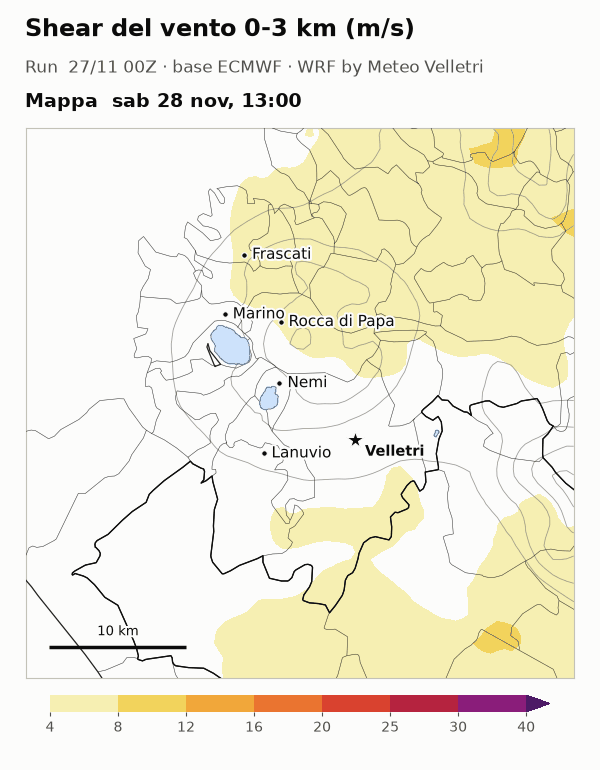 Shear del vento 0-3 km (m/s)
Run  27/11 00Z · base ECMWF · WRF by Meteo Velletri
Mappa  sab 28 nov, 13:00
Frascati
Marino
Rocca di Papa
Nemi
Velletri
Lanuvio
10 km
4 8 12 16 20 25 30 40